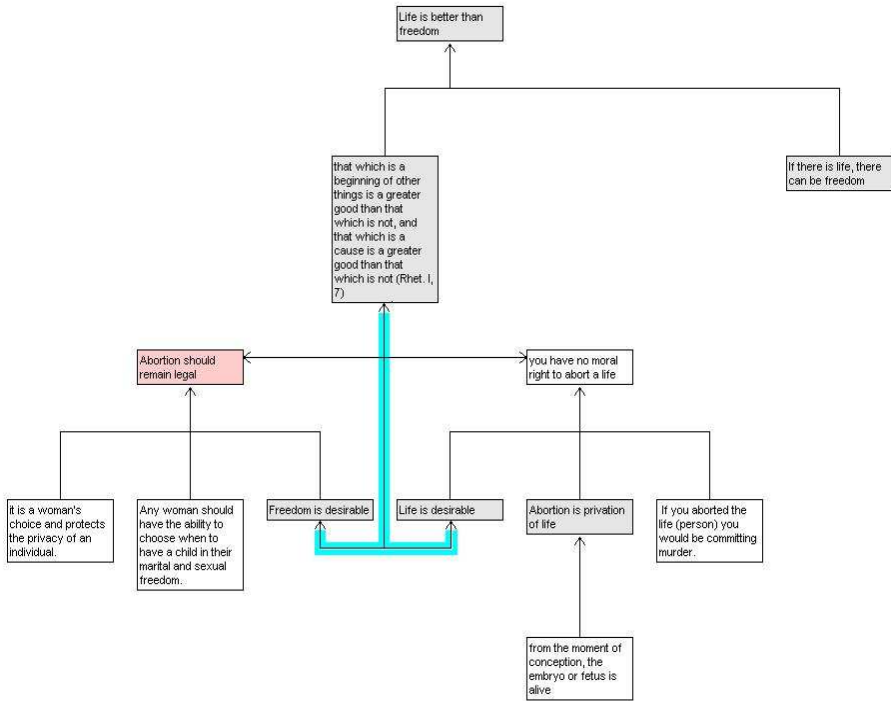 Life is better than
freedom
that which is a
beginning of other
things is a greater
good than that
which is not, and
that which is a
cause is a greater
good than that
which is not (Rhet. I,
7)
If there is life, there
can be freedom
Abortion should
remain legal
you have no moral
right to abort a life
it is a woman's
choice and protects
the privacy of an
individual.
Any woman should
have the ability to
choose when to
have a child in their
marital and sexual
freedom.
Freedom is desirable
Life is desirable
Abortion is privation
of life
If you aborted the
life (person) you
would be committing
murder.
from the moment of
conception, the
embryo or fetus is
alive